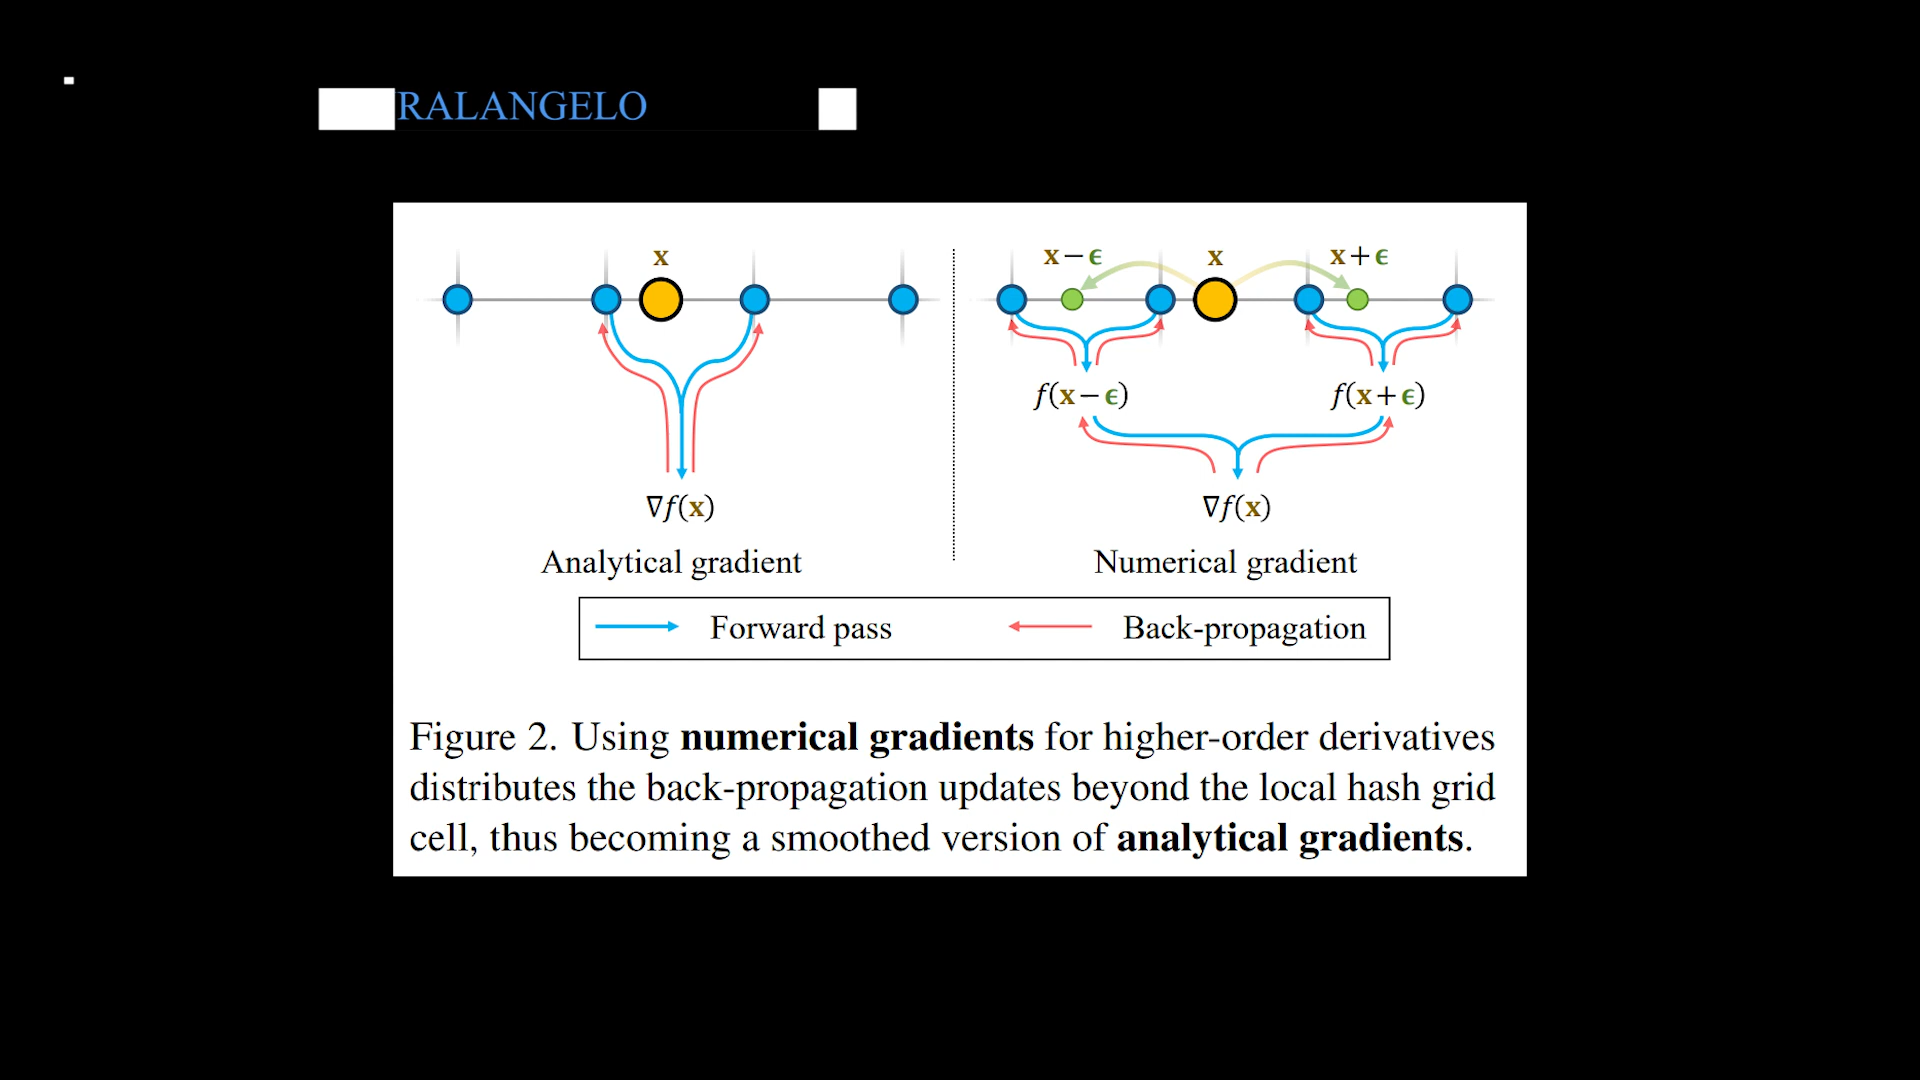 RALANGELO
x
x−ϵ
x
x+ϵ
f(x−ϵ)
f(x+ϵ)
∇f(x)
∇f(x)
Analytical gradient
Numerical gradient
Forward pass
Back-propagation
Figure 2. Using numerical gradients for higher-order derivatives
distributes the back-propagation updates beyond the local hash grid
cell, thus becoming a smoothed version of analytical gradients.